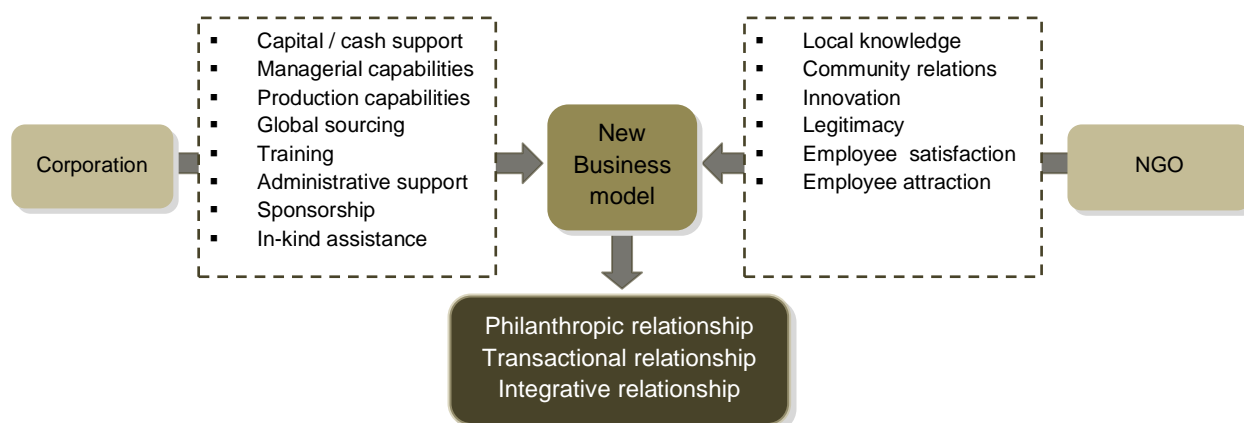 Corporation
▪ Capital / cash support
▪ Managerial capabilities
▪ Production capabilities
▪ Global sourcing
▪ Training
▪ Administrative support
▪ Sponsorship
▪ In-kind assistance
New
Business
model
▪ Local knowledge
▪ Community relations
▪ Innovation
▪ Legitimacy
▪ Employee satisfaction
▪ Employee attraction
NGO
Philanthropic relationship
Transactional relationship
Integrative relationship